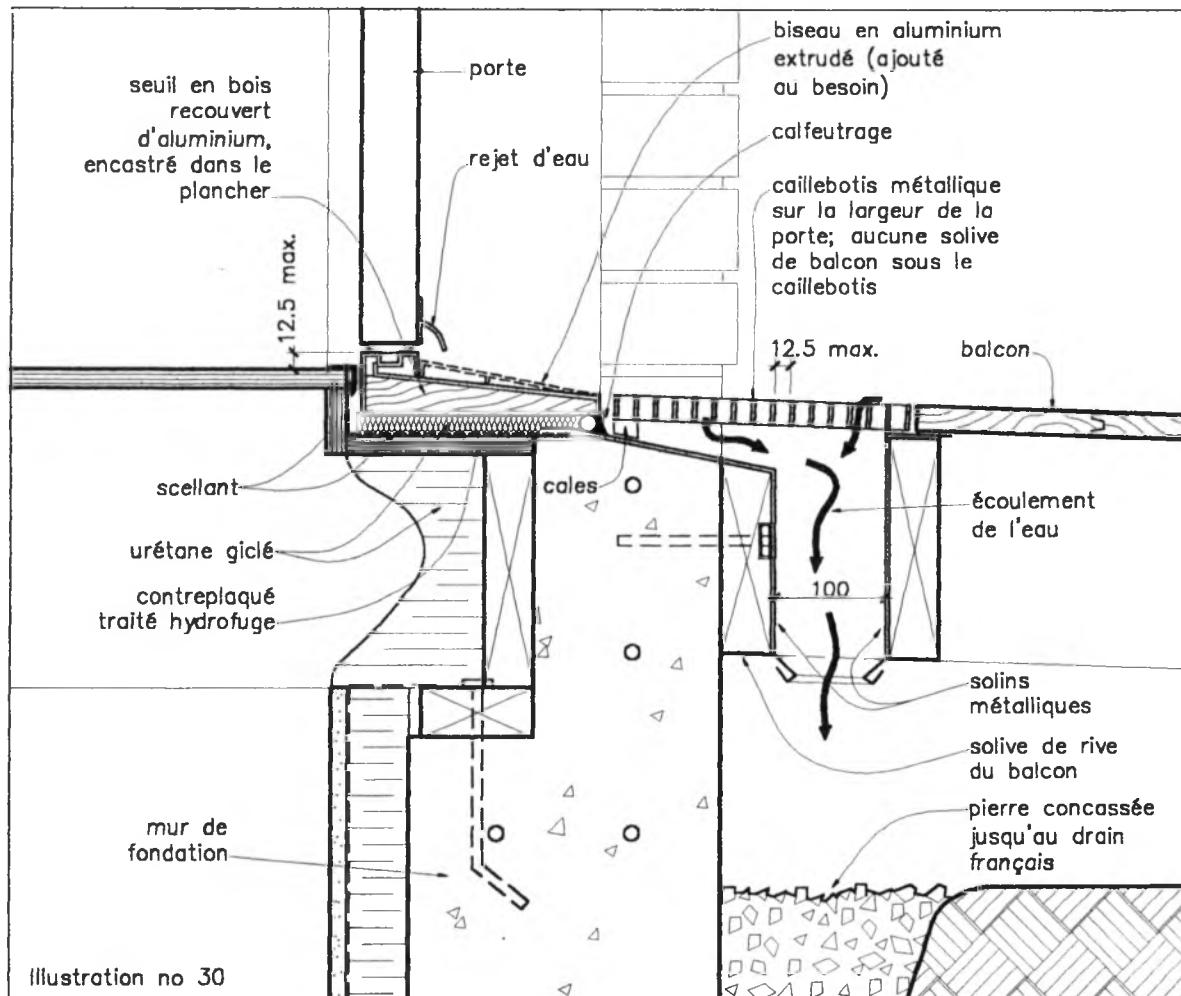 biseau en aluminium
extrudé (ajouté
au besoin)
porte
seuil en bois
recouvert
d'aluminium,
encastré dans le
plancher
calfeutrage
rejet d'eau
caillebotis métallique
sur la largeur de la
porte; aucune solive
de balcon sous le
caillebotis
12.5 max.
12.5 max.
balcon
scellant
cales
écoulement
de l'eau
urétane giclé
100
contreplaqué
traité hydrofuge
solins
métalliques
solive de rive
du balcon
pierre concassée
jusqu'au drain
français
mur de
fondation
Illustration no 30